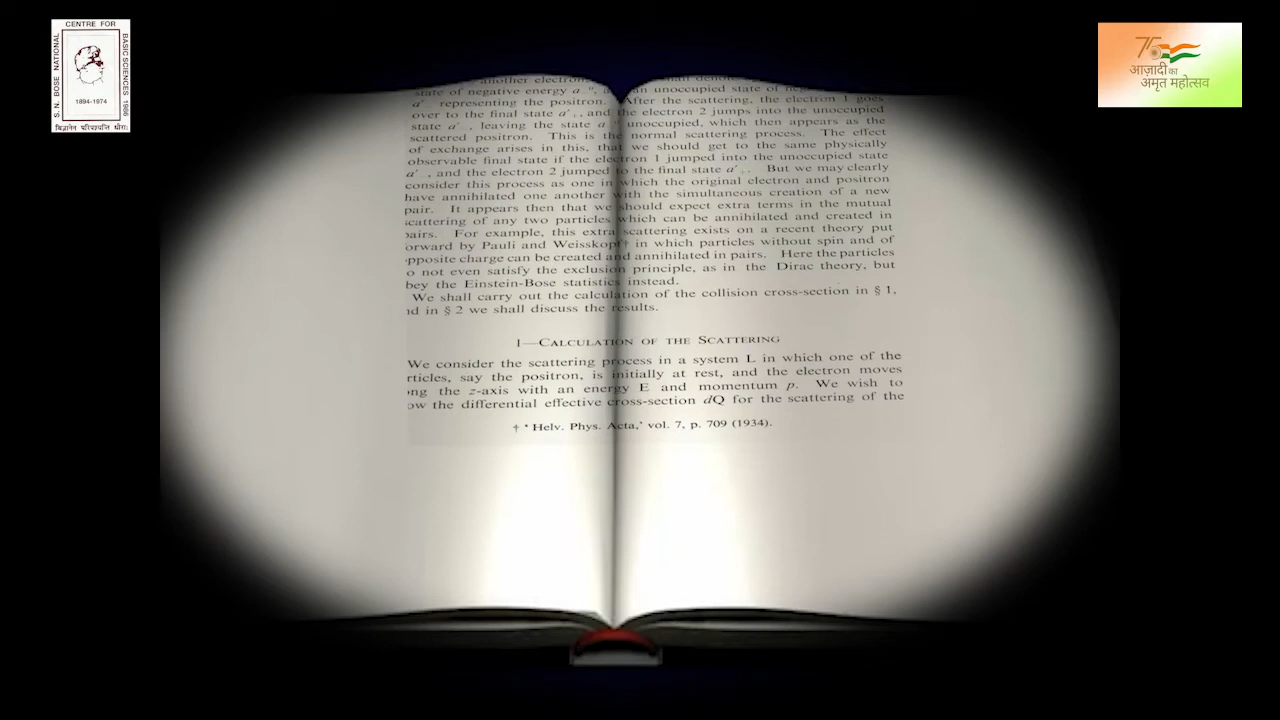 CENTRE FOR
S. N. BOSE NATIONAL
BASIC SCIENCES 1986
1894-1974
75
आज़ादी का
अमृत महोत्सव
another electron
state of negative energy a an unoccupied state of
a′ representing the positron. After the scattering, the electron 1 goes
over to the final state a′₊, and the electron 2 jumps into the unoccupied
state a′ , leaving the state a unoccupied, which then appears as the
scattered positron. This is the normal scattering process. The effect
of exchange arises in this, that we should get to the same physically
observable final state if the electron 1 jumped into the unoccupied state
a′₋, and the electron 2 jumped to the final state a′₊. But we may clearly
consider this process as one in which the original electron and positron
have annihilated one another with the simultaneous creation of a new
pair. It appears then that we should expect extra terms in the mutual
scattering of any two particles which can be annihilated and created in
pairs. For example, this extra scattering exists on a recent theory put
orward by Pauli and Weisskopf† in which particles without spin and of
pposite charge can be created and annihilated in pairs. Here the particles
o not even satisfy the exclusion principle, as in the Dirac theory, but
bey the Einstein-Bose statistics instead.
We shall carry out the calculation of the collision cross-section in § 1,
nd in § 2 we shall discuss the results.
1—CALCULATION OF THE SCATTERING
We consider the scattering process in a system L in which one of the
rticles, say the positron, is initially at rest, and the electron moves
ng the z-axis with an energy E and momentum p. We wish to
ow the differential effective cross-section dQ for the scattering of the
† ‘ Helv. Phys. Acta,’ vol. 7, p. 709 (1934).